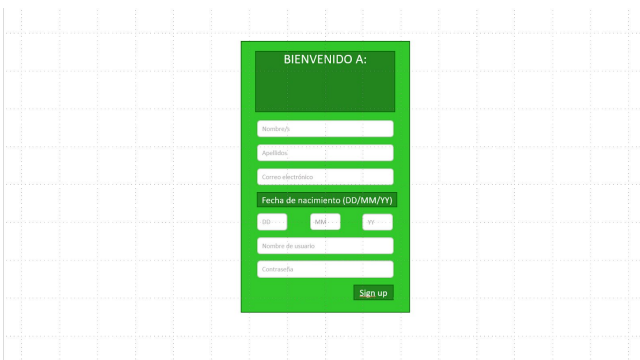 BIENVENIDO A:
Nombre/S
Apellidos
Correo electrónico
Fecha de nacimiento (DD/MM/YY)
DD MM YY
Nombre de usuario
Contraseña
Sign up